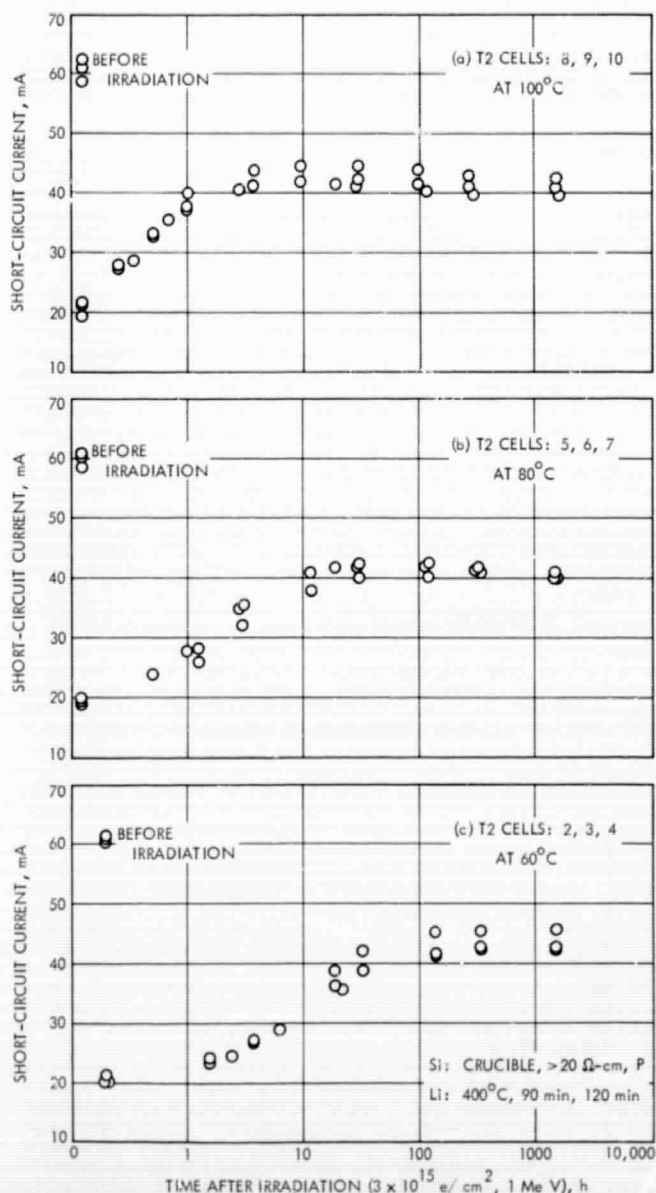 70
60
50
40
30
20
10
SHORT-CIRCUIT CURRENT, mA
BEFORE
IRRADIATION
(a) T2 CELLS: 8, 9, 10
AT 100°C
70
60
50
40
30
20
10
SHORT-CIRCUIT CURRENT, mA
BEFORE
IRRADIATION
(b) T2 CELLS: 5, 6, 7
AT 80°C
70
60
50
40
30
20
10
SHORT-CIRCUIT CURRENT, mA
BEFORE
IRRADIATION
(c) T2 CELLS: 2, 3, 4
AT 60°C
Si: CRUCIBLE, >20 Ω-cm, P
Li: 400°C, 90 min, 120 min
0 1 10 100 1000 10,000
TIME AFTER IRRADIATION (3 x 10¹⁵ e/cm², 1 MeV), h